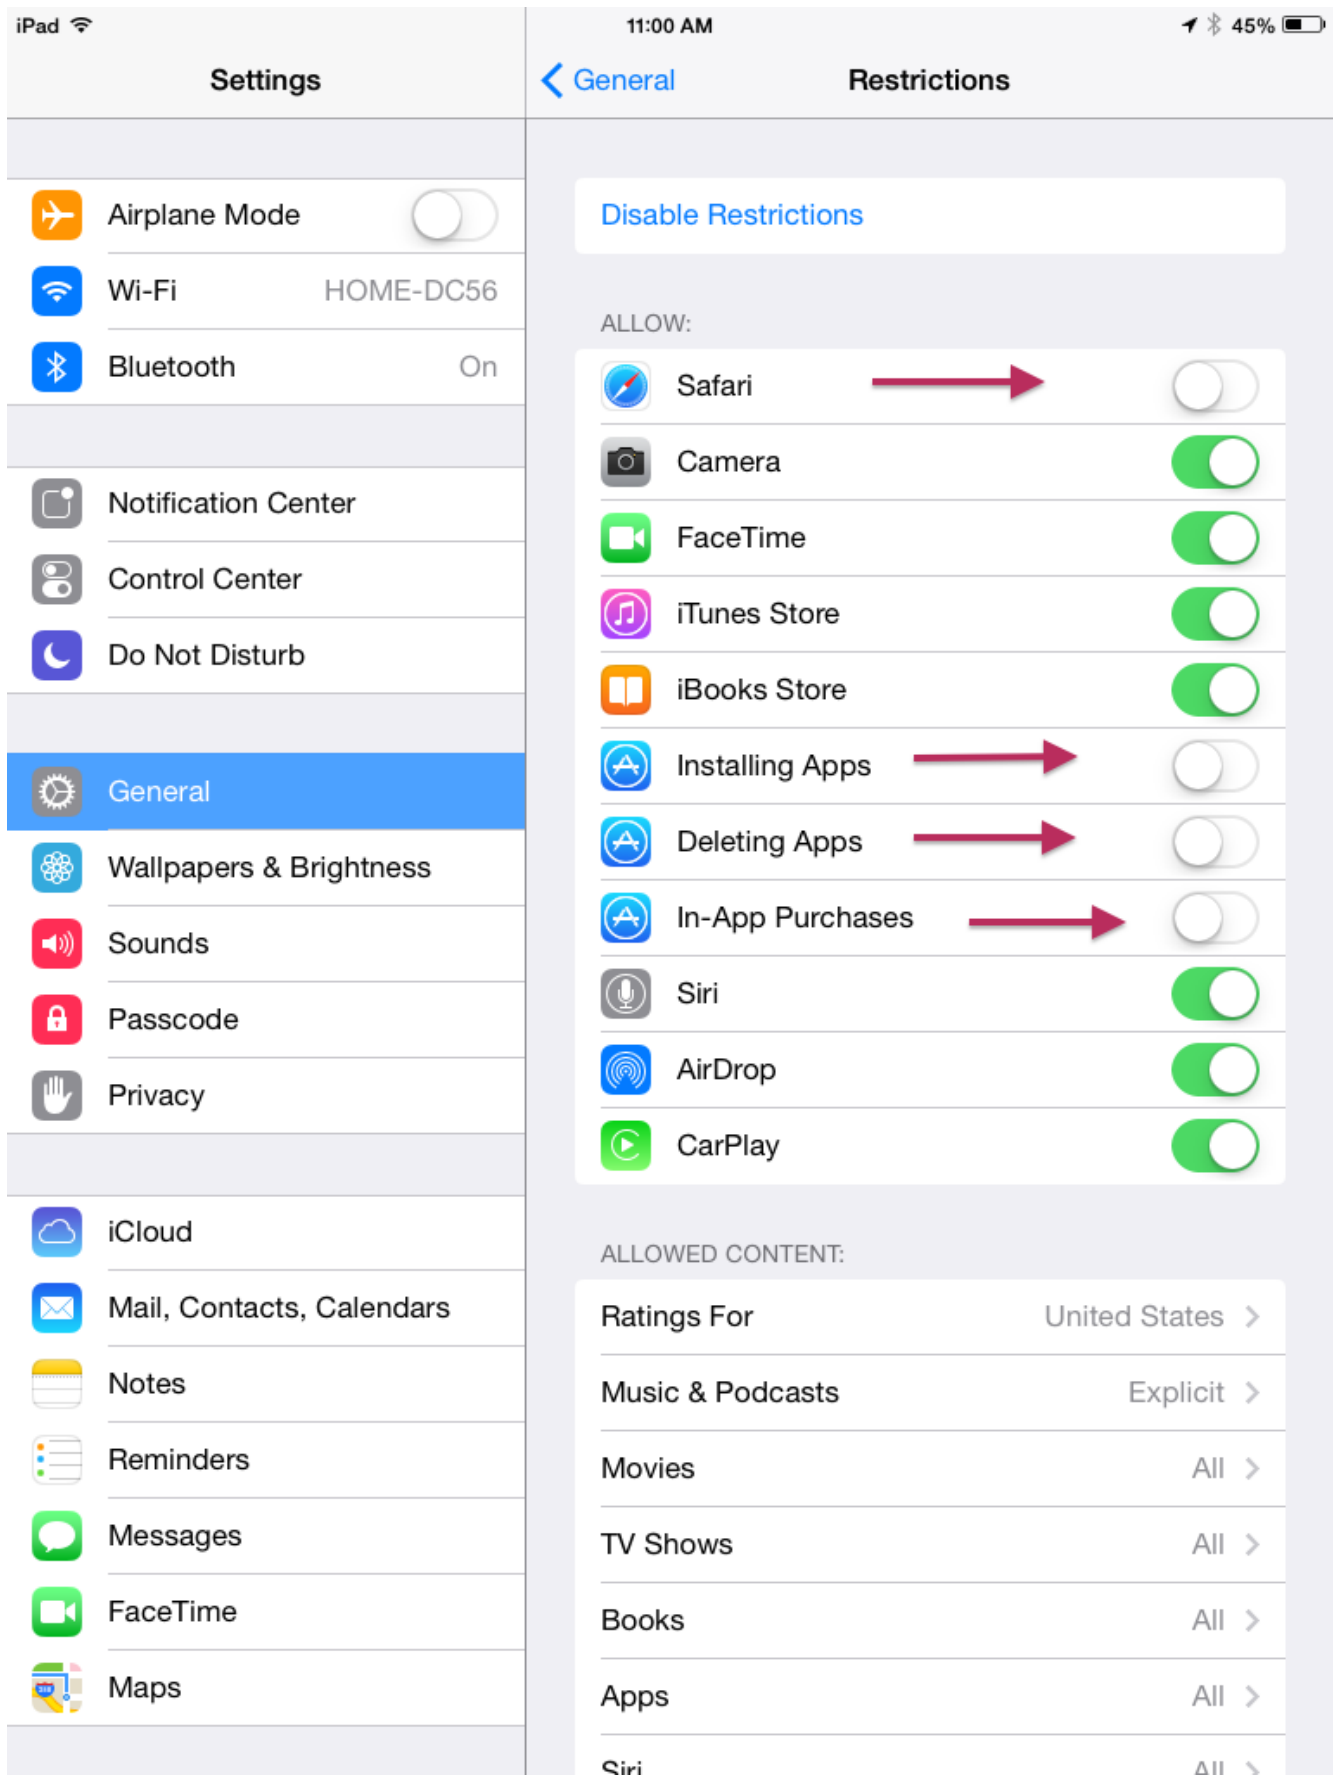 iPad
11:00 AM
45%
Settings
General
Restrictions
Airplane Mode
Wi-Fi
HOME-DC56
Bluetooth
On
Notification Center
Control Center
Do Not Disturb
General
Wallpapers & Brightness
Sounds
Passcode
Privacy
iCloud
Mail, Contacts, Calendars
Notes
Reminders
Messages
FaceTime
Maps
Disable Restrictions
ALLOW:
Safari
Camera
FaceTime
iTunes Store
iBooks Store
Installing Apps
Deleting Apps
In-App Purchases
Siri
AirDrop
CarPlay
ALLOWED CONTENT:
Ratings For
United States
Music & Podcasts
Explicit
Movies
All
TV Shows
All
Books
All
Apps
All
Siri
All